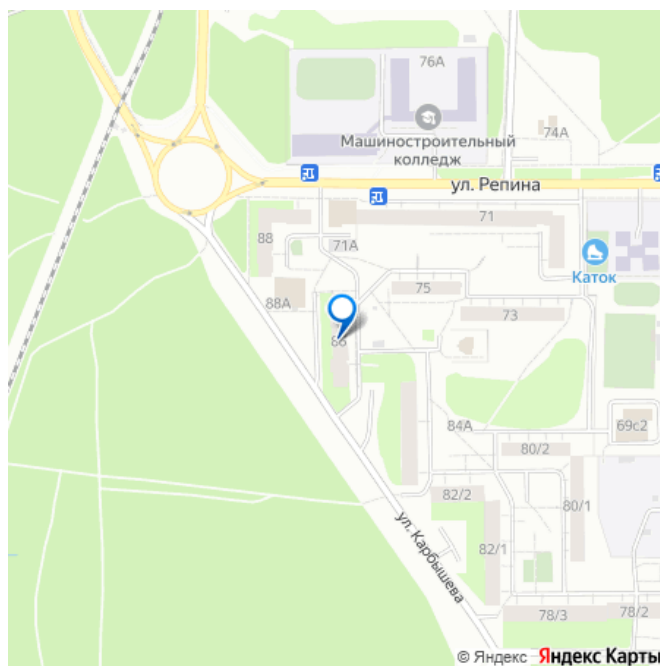 76А
Машиностроительный
колледж
74А
ул. Репина
71
88
71А
Каток
75
88А
73
86
69с2
84А
80/2
82/2
80/1
ул. Карбышева
82/1
78/3
78/2
© Яндекс Яндекс Карты